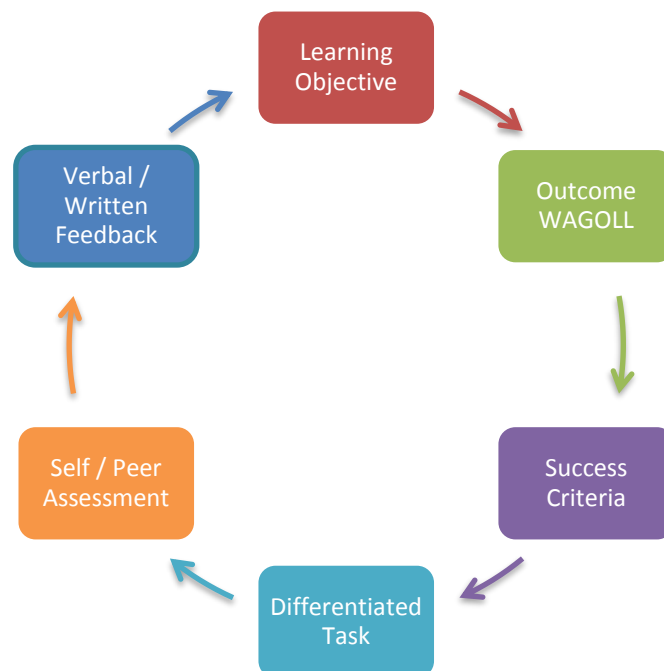 Learning
Objective
Outcome
WAGOLL
Success
Criteria
Differentiated
Task
Self / Peer
Assessment
Verbal /
Written
Feedback